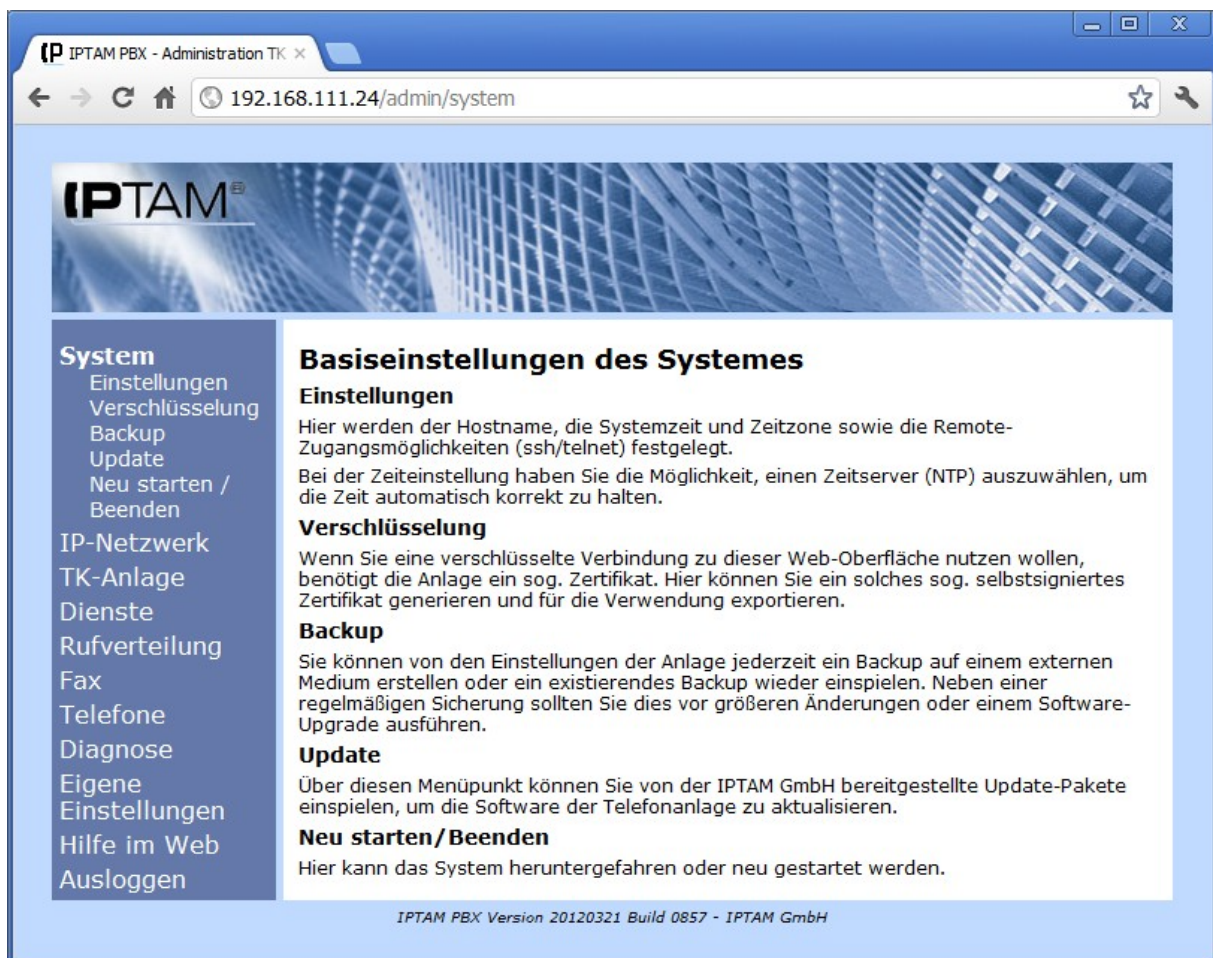 IPTAM PBX - Administration TK
192.168.111.24/admin/system
IPTAM®
System
Einstellungen
Verschlüsselung
Backup
Update
Neu starten /
Beenden
IP-Netzwerk
TK-Anlage
Dienste
Rufverteilung
Fax
Telefone
Diagnose
Eigene
Einstellungen
Hilfe im Web
Ausloggen
Basiseinstellungen des Systemes
Einstellungen
Hier werden der Hostname, die Systemzeit und Zeitzone sowie die Remote-
Zugangsmöglichkeiten (ssh/telnet) festgelegt.
Bei der Zeiteinstellung haben Sie die Möglichkeit, einen Zeitserver (NTP) auszuwählen, um
die Zeit automatisch korrekt zu halten.
Verschlüsselung
Wenn Sie eine verschlüsselte Verbindung zu dieser Web-Oberfläche nutzen wollen,
benötigt die Anlage ein sog. Zertifikat. Hier können Sie ein solches sog. selbstsigniertes
Zertifikat generieren und für die Verwendung exportieren.
Backup
Sie können von den Einstellungen der Anlage jederzeit ein Backup auf einem externen
Medium erstellen oder ein existierendes Backup wieder einspielen. Neben einer
regelmäßigen Sicherung sollten Sie dies vor größeren Änderungen oder einem Software-
Upgrade ausführen.
Update
Über diesen Menüpunkt können Sie von der IPTAM GmbH bereitgestellte Update-Pakete
einspielen, um die Software der Telefonanlage zu aktualisieren.
Neu starten/Beenden
Hier kann das System heruntergefahren oder neu gestartet werden.
IPTAM PBX Version 20120321 Build 0857 - IPTAM GmbH